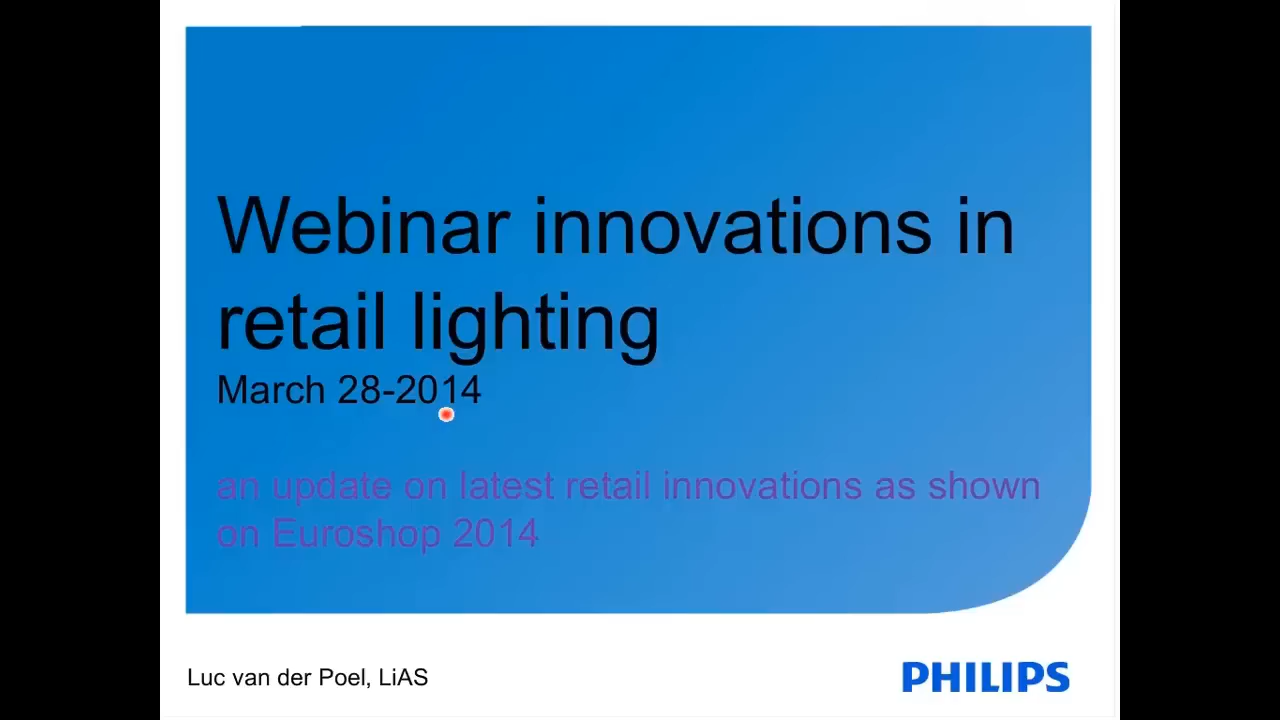 Webinar innovations in
retail lighting
March 28-2014
an update on latest retail innovations as shown
on Euroshop 2014
Luc van der Poel, LiAS
PHILIPS